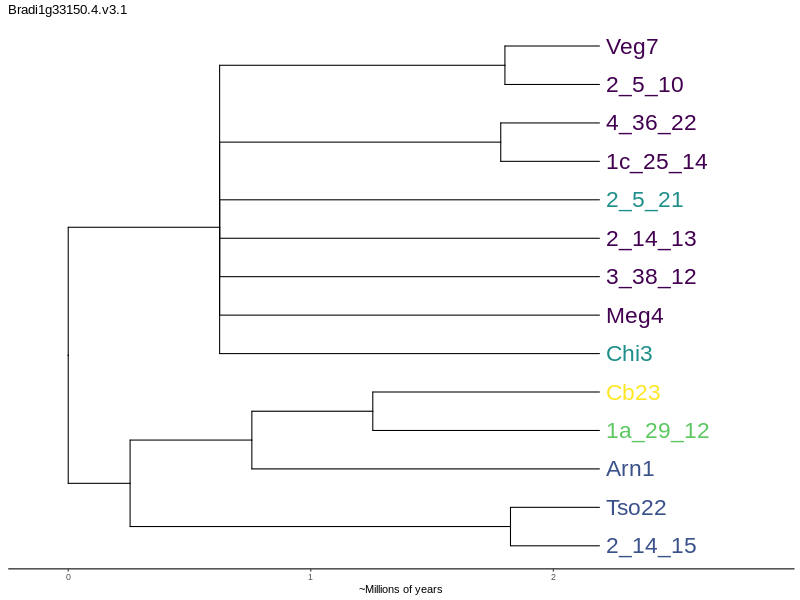 Bradi1g33150.4.v3.1
Veg7
2_5_10
4_36_22
1c_25_14
2_5_21
2_14_13
3_38_12
Meg4
Chi3
Cb23
1a_29_12
Arn1
Tso22
2_14_15
0 1 2
~Millions of years